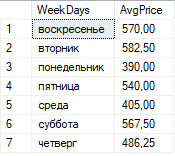 WeekDays AvgPrice
1 воскресенье 570,00
2 вторник 582,50
3 понедельник 390,00
4 пятница 540,00
5 среда 405,00
6 суббота 567,50
7 четверг 486,25